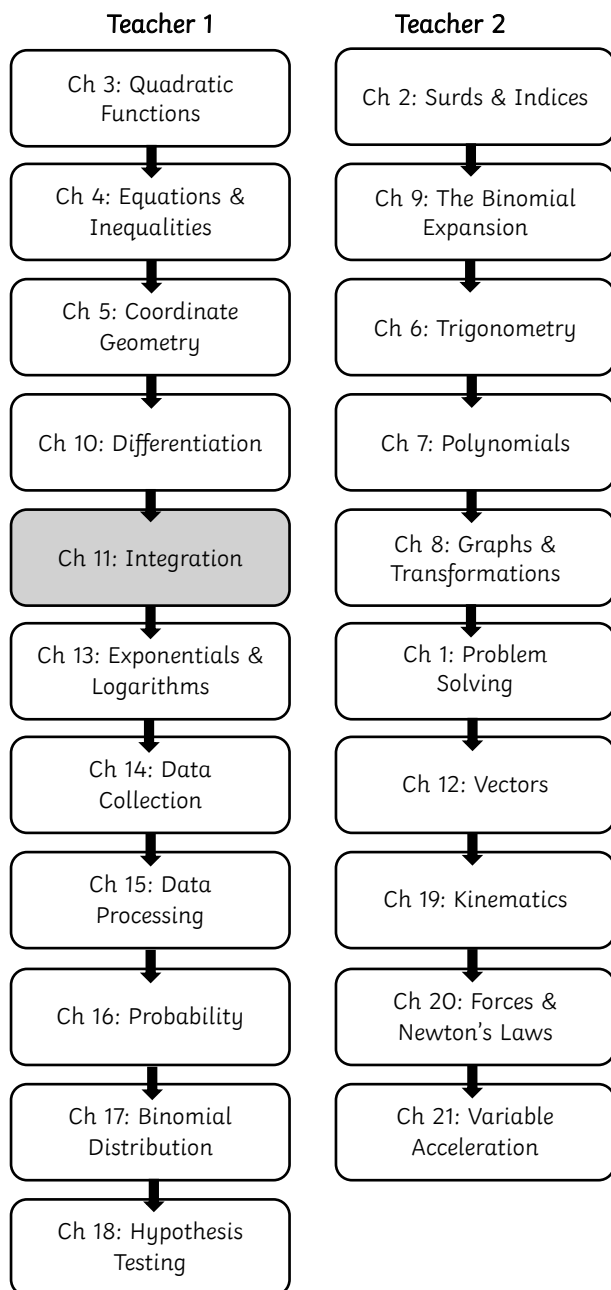 Teacher 1
Ch 3: Quadratic
Functions
Ch 4: Equations &
Inequalities
Ch 5: Coordinate
Geometry
Ch 10: Differentiation
Ch 11: Integration
Ch 13: Exponentials &
Logarithms
Ch 14: Data
Collection
Ch 15: Data
Processing
Ch 16: Probability
Ch 17: Binomial
Distribution
Ch 18: Hypothesis
Testing
Teacher 2
Ch 2: Surds & Indices
Ch 9: The Binomial
Expansion
Ch 6: Trigonometry
Ch 7: Polynomials
Ch 8: Graphs &
Transformations
Ch 1: Problem
Solving
Ch 12: Vectors
Ch 19: Kinematics
Ch 20: Forces &
Newton's Laws
Ch 21: Variable
Acceleration